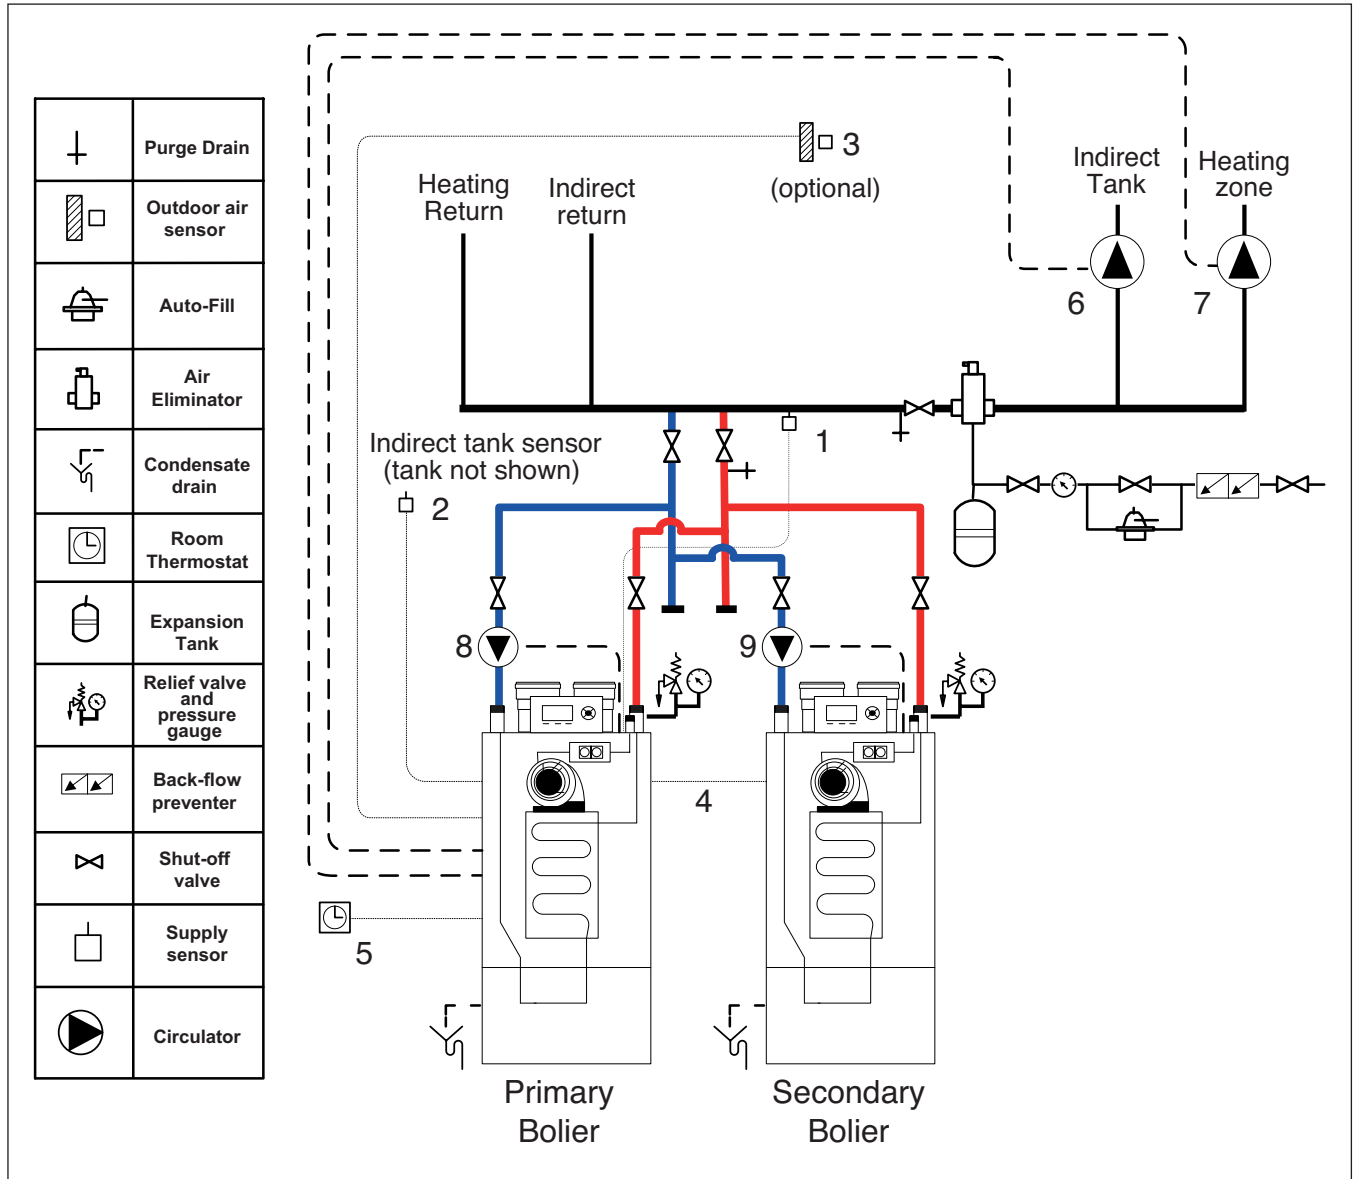 Purge Drain
Outdoor air
sensor
Auto-Fill
Air
Eliminator
Condensate
drain
Room
Thermostat
Expansion
Tank
Relief valve
and
pressure
gauge
Back-flow
preventer
Shut-off
valve
Supply
sensor
Circulator
3
(optional)
Heating
Return
Indirect
return
Indirect
Tank
Heating
zone
6
7
1
Indirect tank sensor
(tank not shown)
2
8
9
4
5
Primary
Bolier
Secondary
Bolier